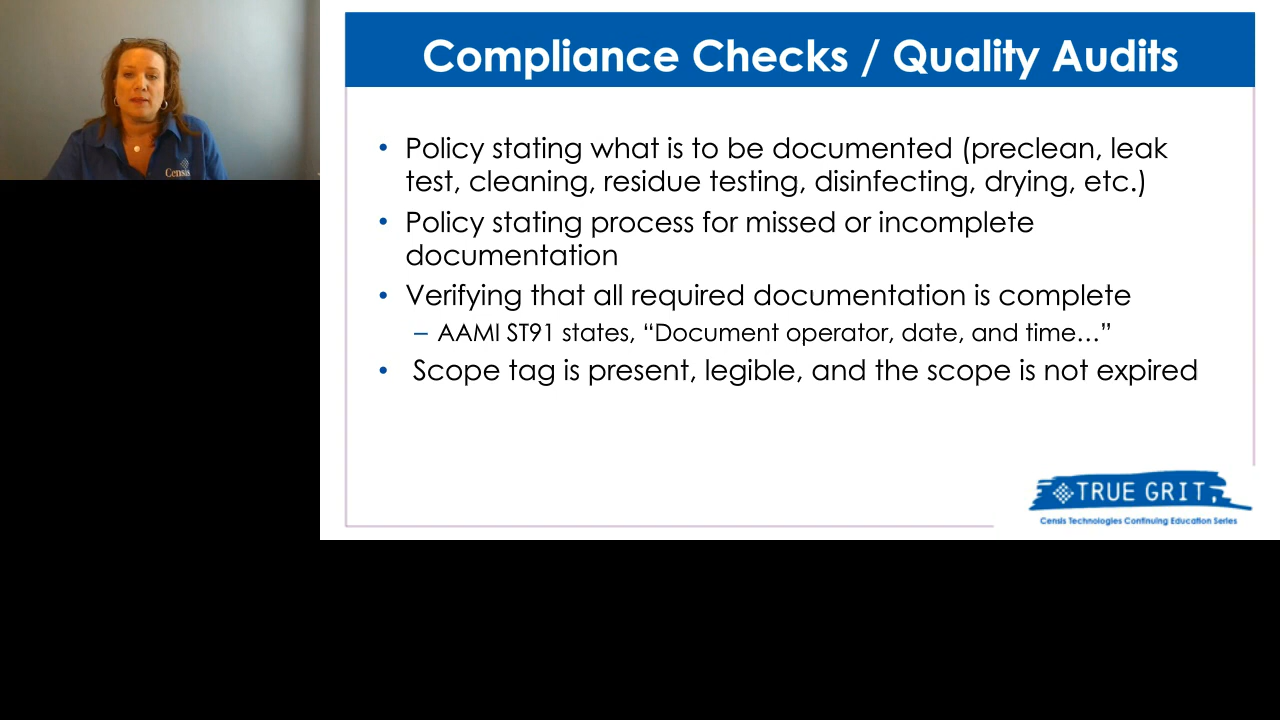 Censis
Compliance Checks / Quality Audits
• Policy stating what is to be documented (preclean, leak
test, cleaning, residue testing, disinfecting, drying, etc.)
• Policy stating process for missed or incomplete
documentation
• Verifying that all required documentation is complete
– AAMI ST91 states, “Document operator, date, and time…”
• Scope tag is present, legible, and the scope is not expired
TRUE GRIT
Censis Technologies Continuing Education Series